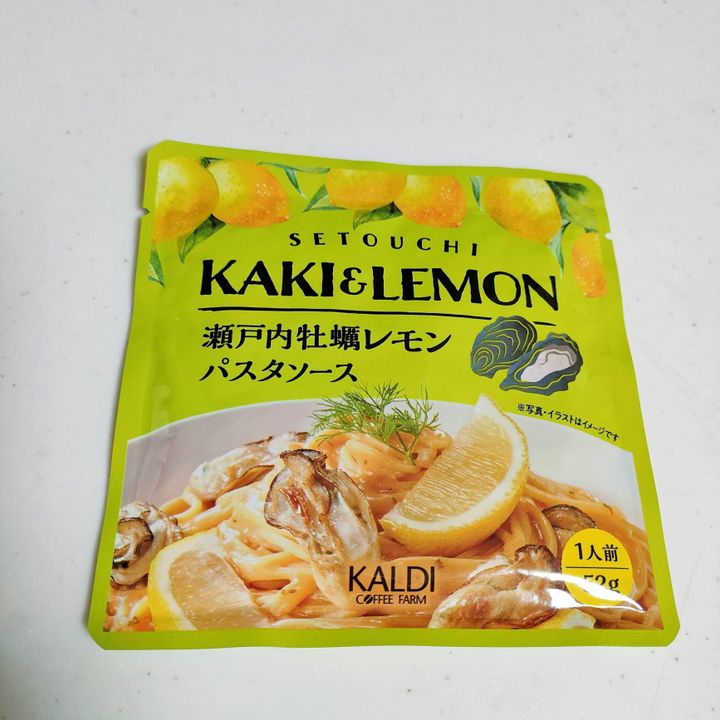 SETOUCHI
KAKI&LEMON
瀬戸内牡蠣レモン
パスタソース
※写真・イラストはイメージです
1人前
52g
KALDI
COFFEE FARM